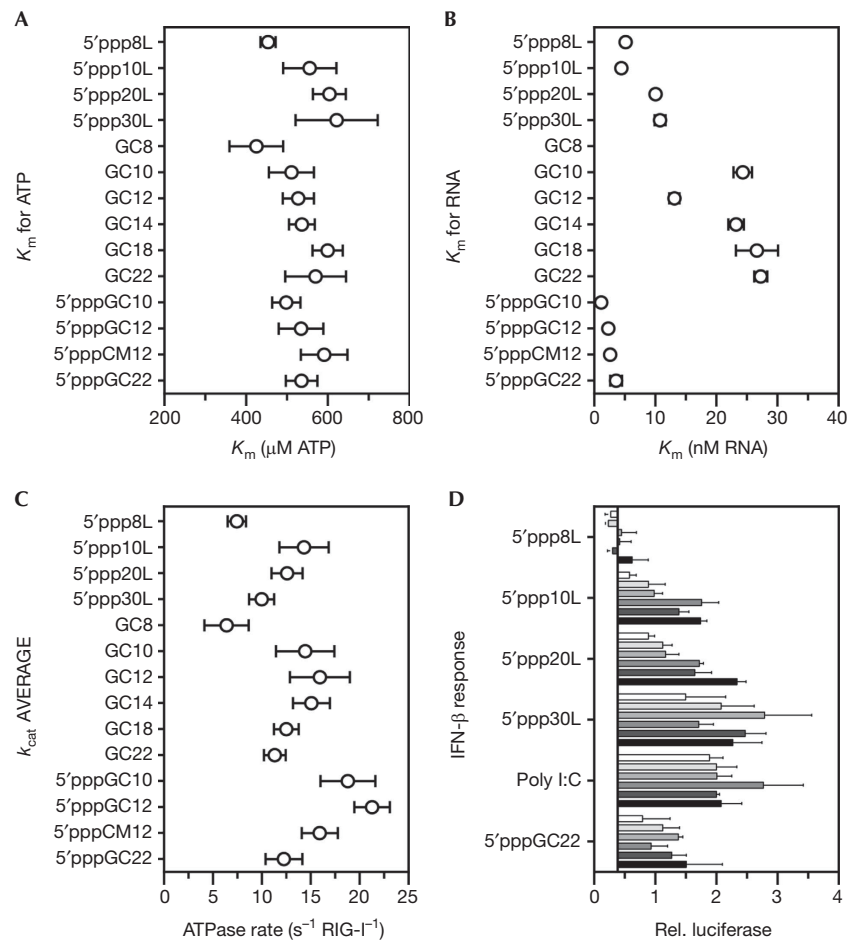 A
5′ppp8L
5′ppp10L
5′ppp20L
5′ppp30L
GC8
GC10
GC12
GC14
GC18
GC22
5′pppGC10
5′pppGC12
5′pppCM12
5′pppGC22
Km for ATP
200 400 600 800
Km (μM ATP)
B
5′ppp8L
5′ppp10L
5′ppp20L
5′ppp30L
GC8
GC10
GC12
GC14
GC18
GC22
5′pppGC10
5′pppGC12
5′pppCM12
5′pppGC22
Km for RNA
0 10 20 30 40
Km (nM RNA)
C
5′ppp8L
5′ppp10L
5′ppp20L
5′ppp30L
GC8
GC10
GC12
GC14
GC18
GC22
5′pppGC10
5′pppGC12
5′pppCM12
5′pppGC22
kcat AVERAGE
0 5 10 15 20 25
ATPase rate (s⁻¹ RIG-I⁻¹)
D
5′ppp8L
5′ppp10L
5′ppp20L
5′ppp30L
Poly I:C
5′pppGC22
IFN-β response
0 1 2 3 4
Rel. luciferase